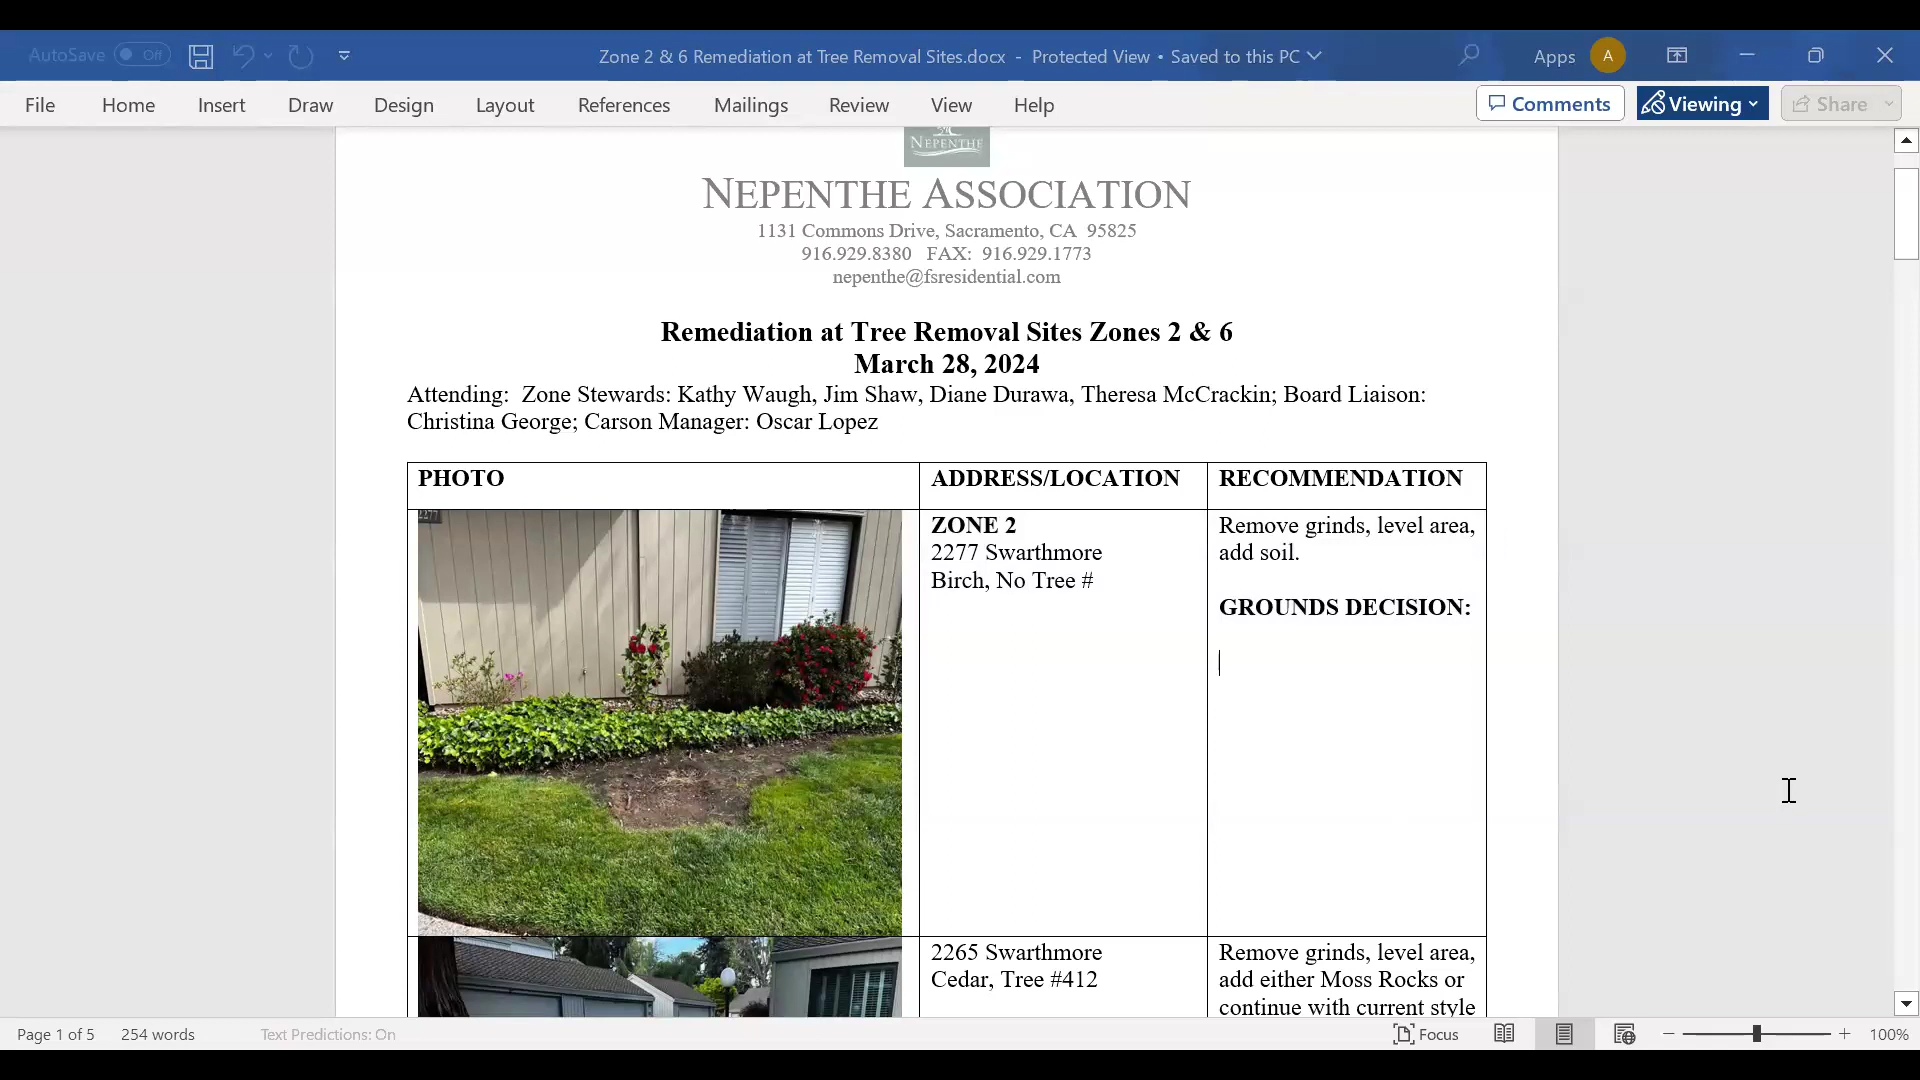 AutoSave Off
Zone 2 & 6 Remediation at Tree Removal Sites.docx - Protected View • Saved to this PC
Apps A
File Home Insert Draw Design Layout References Mailings Review View Help
Comments Viewing Share
NEPENTHE
NEPENTHE ASSOCIATION
1131 Commons Drive, Sacramento, CA 95825
916.929.8380 FAX: 916.929.1773
nepenthe@fsresidential.com
Remediation at Tree Removal Sites Zones 2 & 6
March 28, 2024
Attending: Zone Stewards: Kathy Waugh, Jim Shaw, Diane Durawa, Theresa McCrackin; Board Liaison:
Christina George; Carson Manager: Oscar Lopez
PHOTO ADDRESS/LOCATION RECOMMENDATION
2277
ZONE 2
2277 Swarthmore
Birch, No Tree #
Remove grinds, level area,
add soil.
GROUNDS DECISION:
2265 Swarthmore
Cedar, Tree #412
Remove grinds, level area,
add either Moss Rocks or
continue with current style
Page 1 of 5 254 words Text Predictions: On Focus 100%